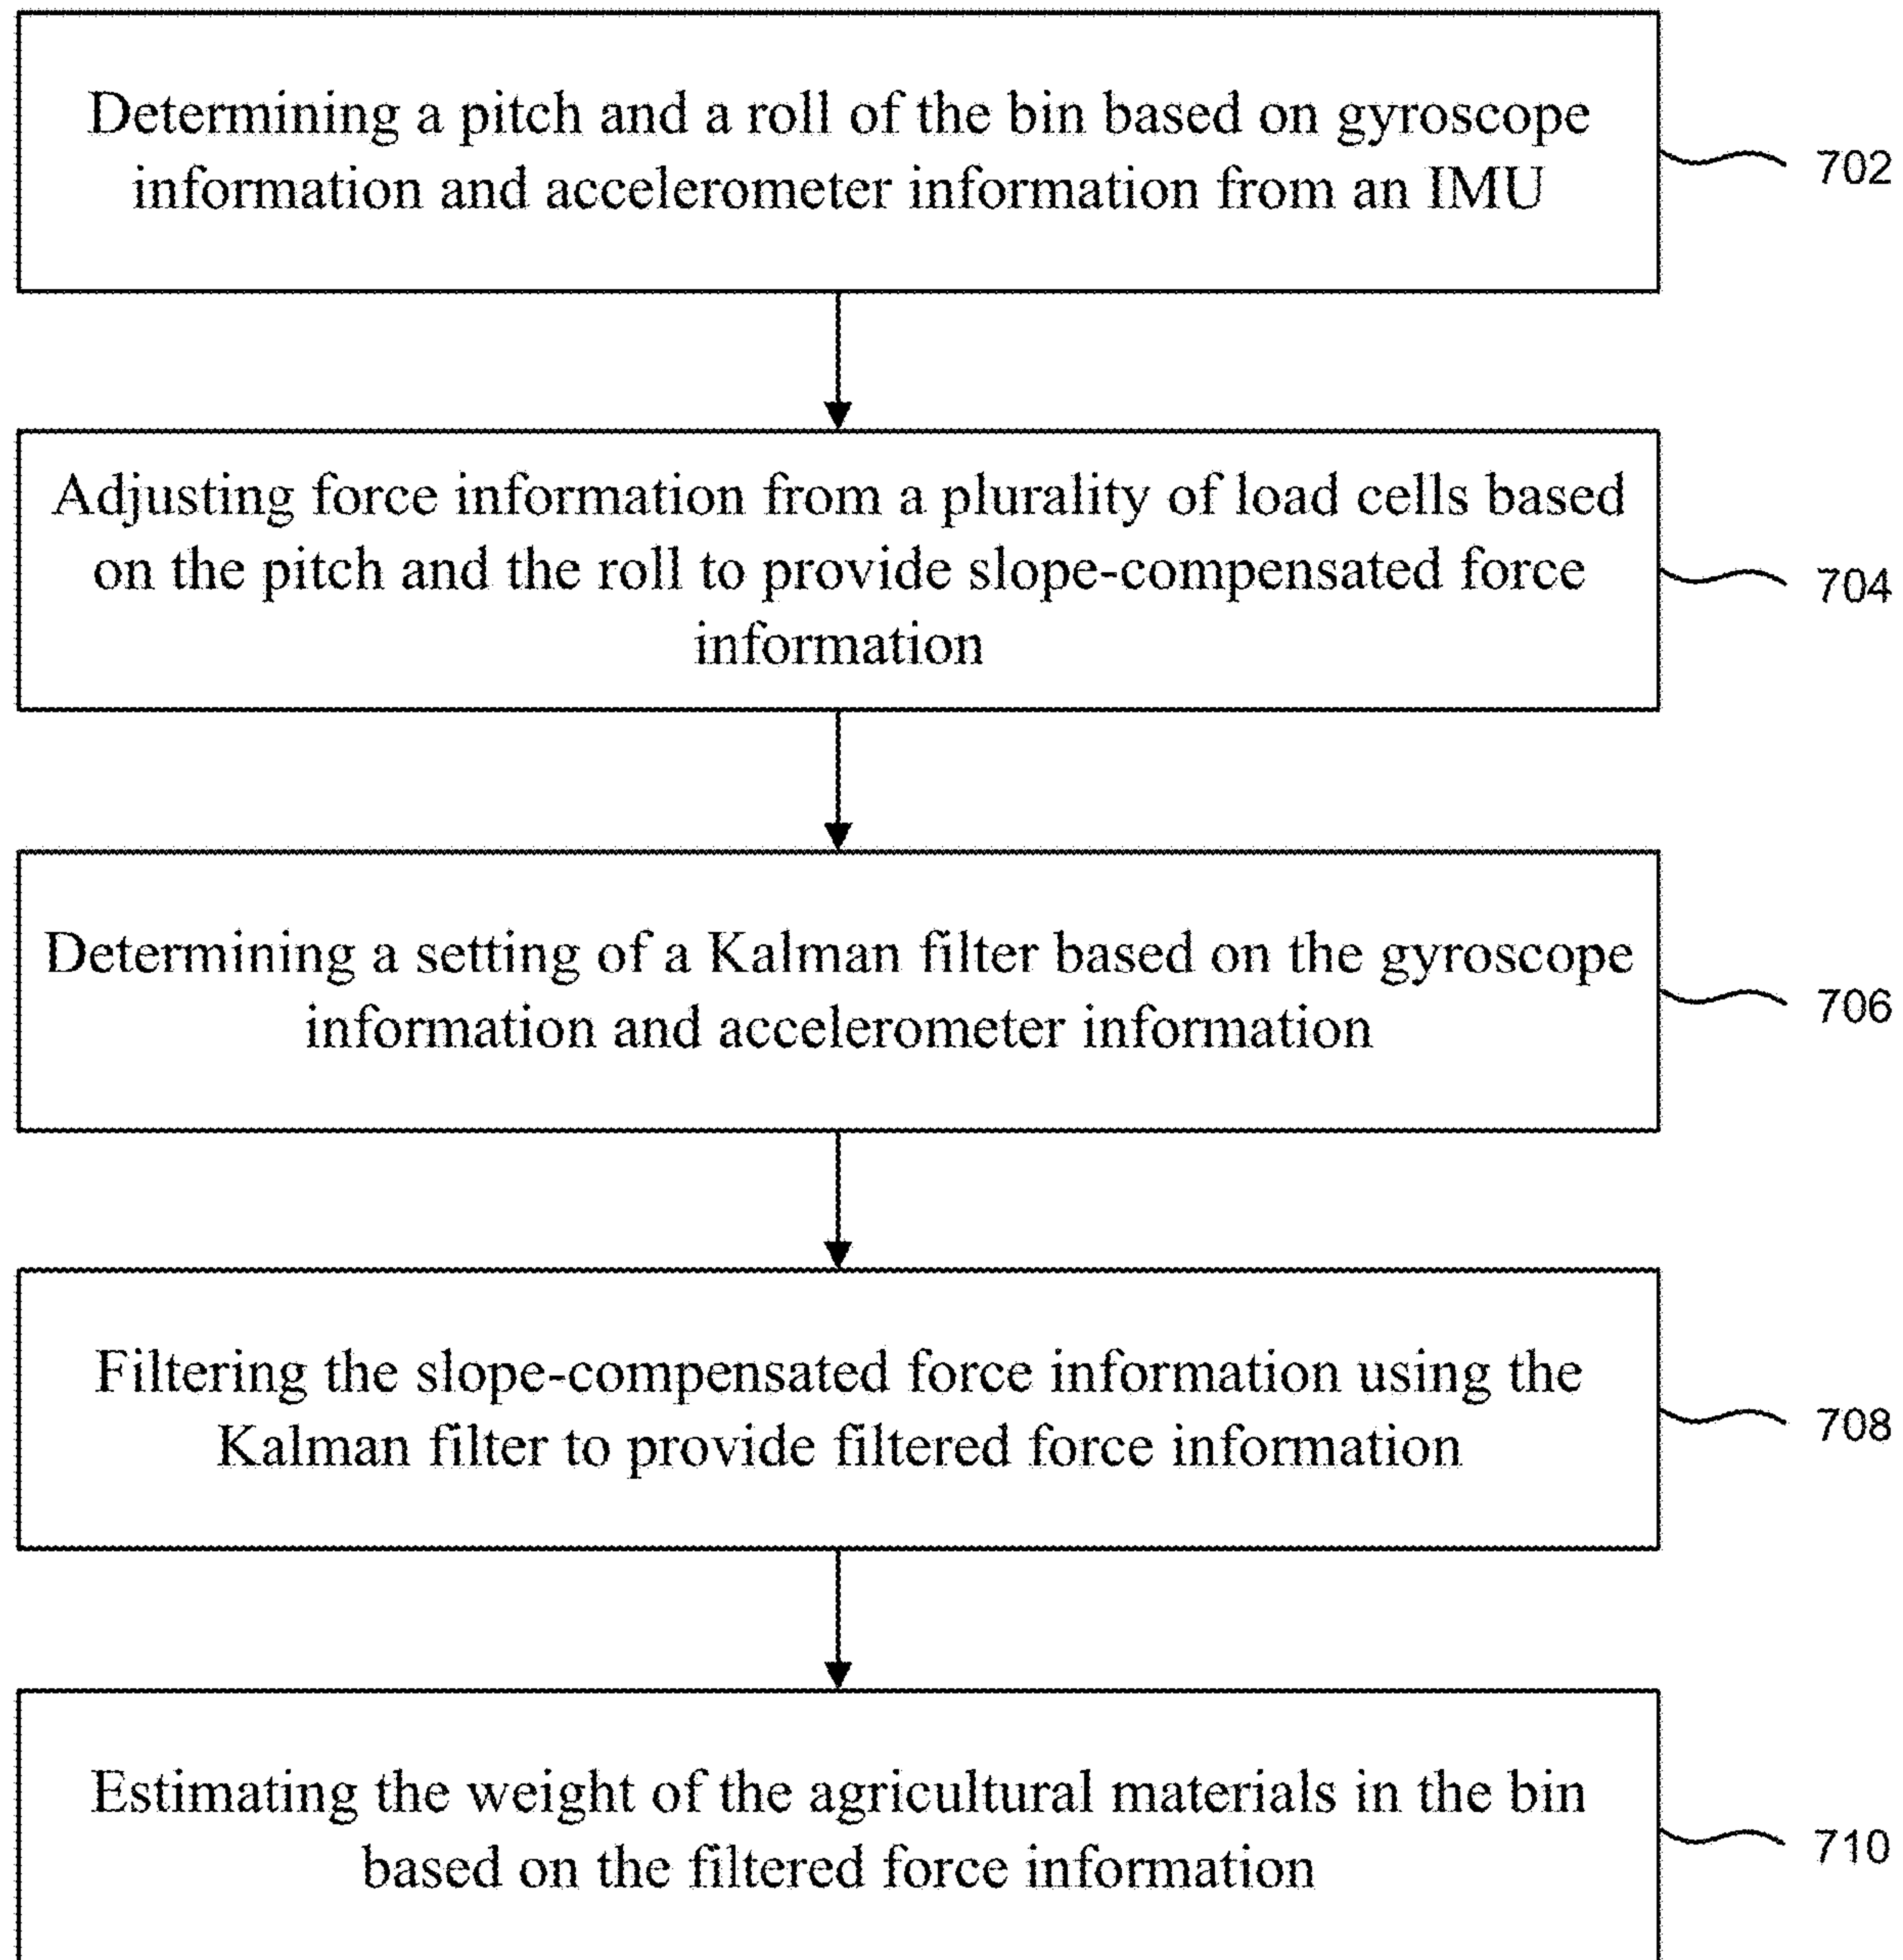 Determining a pitch and a roll of the bin based on gyroscope
information and accelerometer information from an IMU
702
Adjusting force information from a plurality of load cells based
on the pitch and the roll to provide slope-compensated force
information
704
Determining a setting of a Kalman filter based on the gyroscope
information and accelerometer information
706
Filtering the slope-compensated force information using the
Kalman filter to provide filtered force information
708
Estimating the weight of the agricultural materials in the bin
based on the filtered force information
710